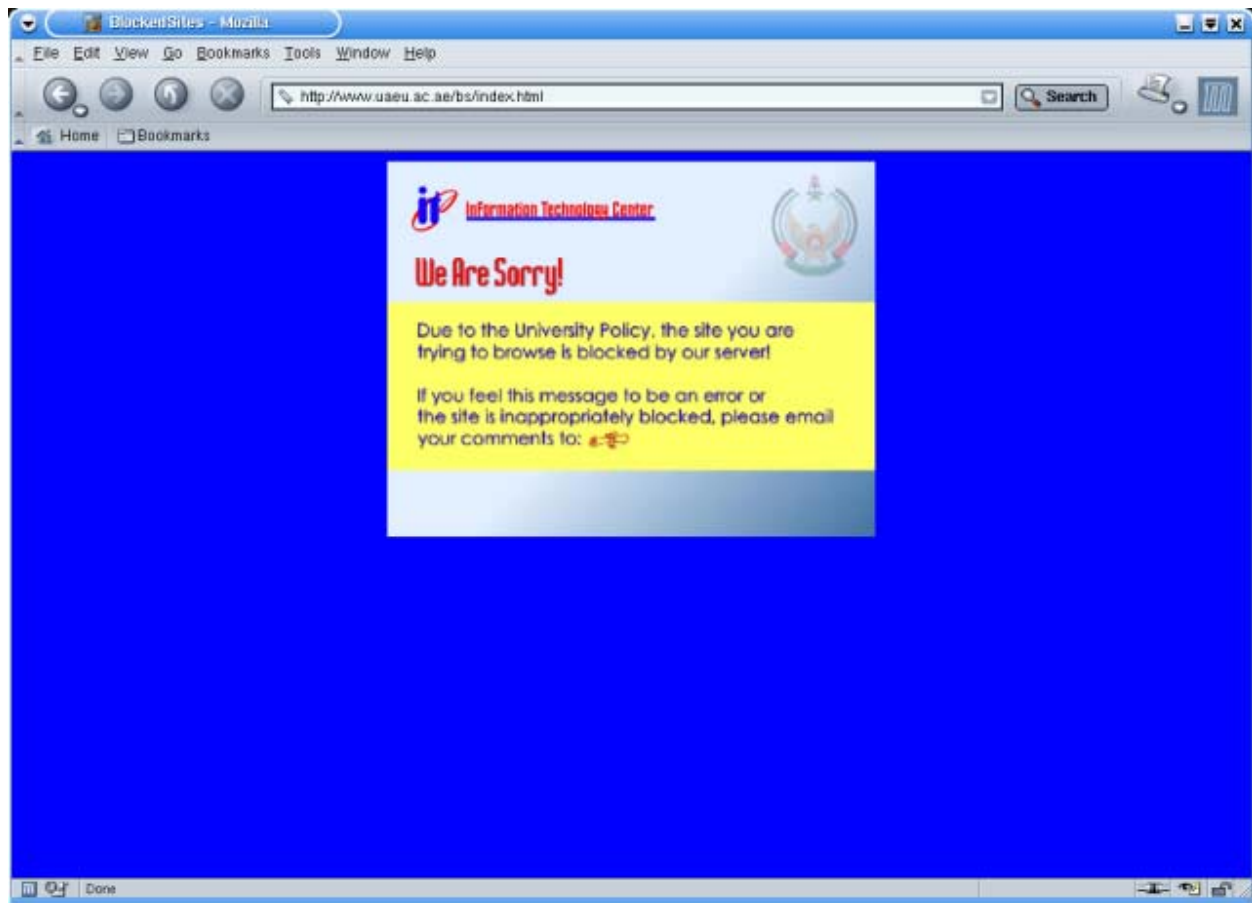 BlockedSites - Mozilla
File Edit View Go Bookmarks Tools Window Help
http://www.uaeu.ac.ae/bs/index.html Search
Home Bookmarks
it Information Technology Center
We Are Sorry!
Due to the University Policy, the site you are
trying to browse is blocked by our server!
If you feel this message to be an error or
the site is inappropriately blocked, please email
your comments to:
Done